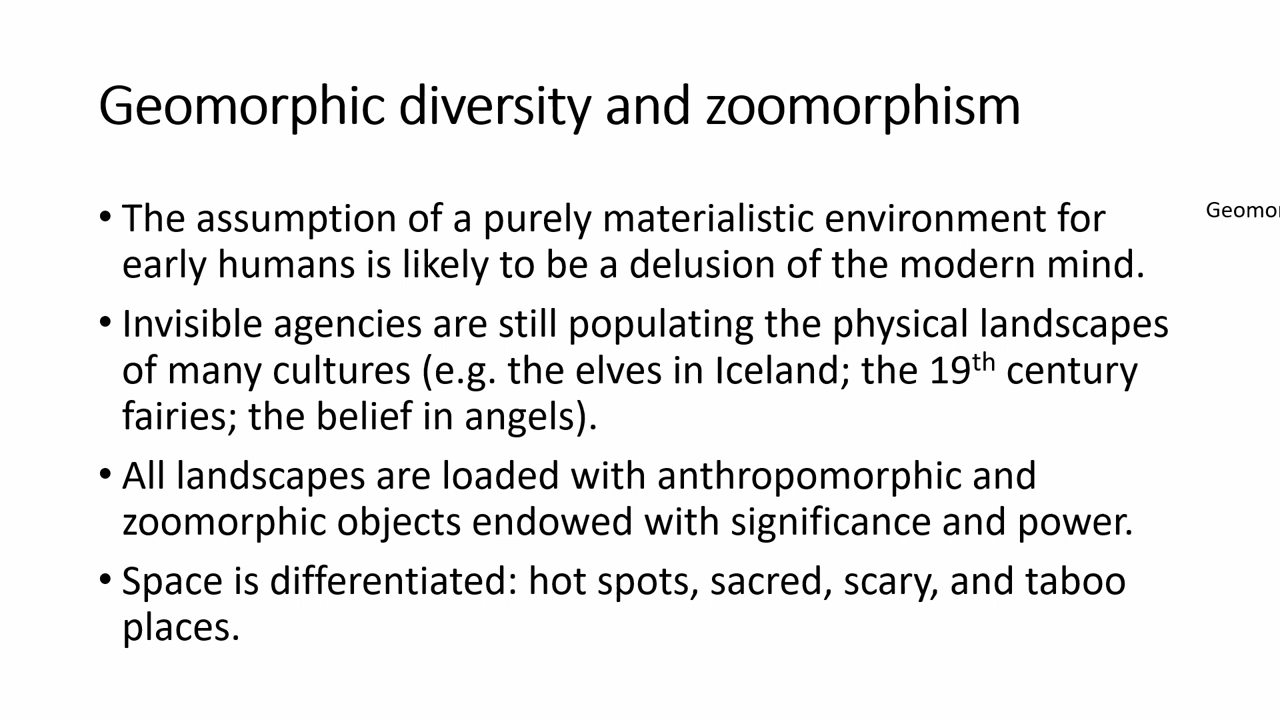 Geomorphic diversity and zoomorphism
• The assumption of a purely materialistic environment for
early humans is likely to be a delusion of the modern mind.
• Invisible agencies are still populating the physical landscapes
of many cultures (e.g. the elves in Iceland; the 19th century
fairies; the belief in angels).
• All landscapes are loaded with anthropomorphic and
zoomorphic objects endowed with significance and power.
• Space is differentiated: hot spots, sacred, scary, and taboo
places.
Geomor